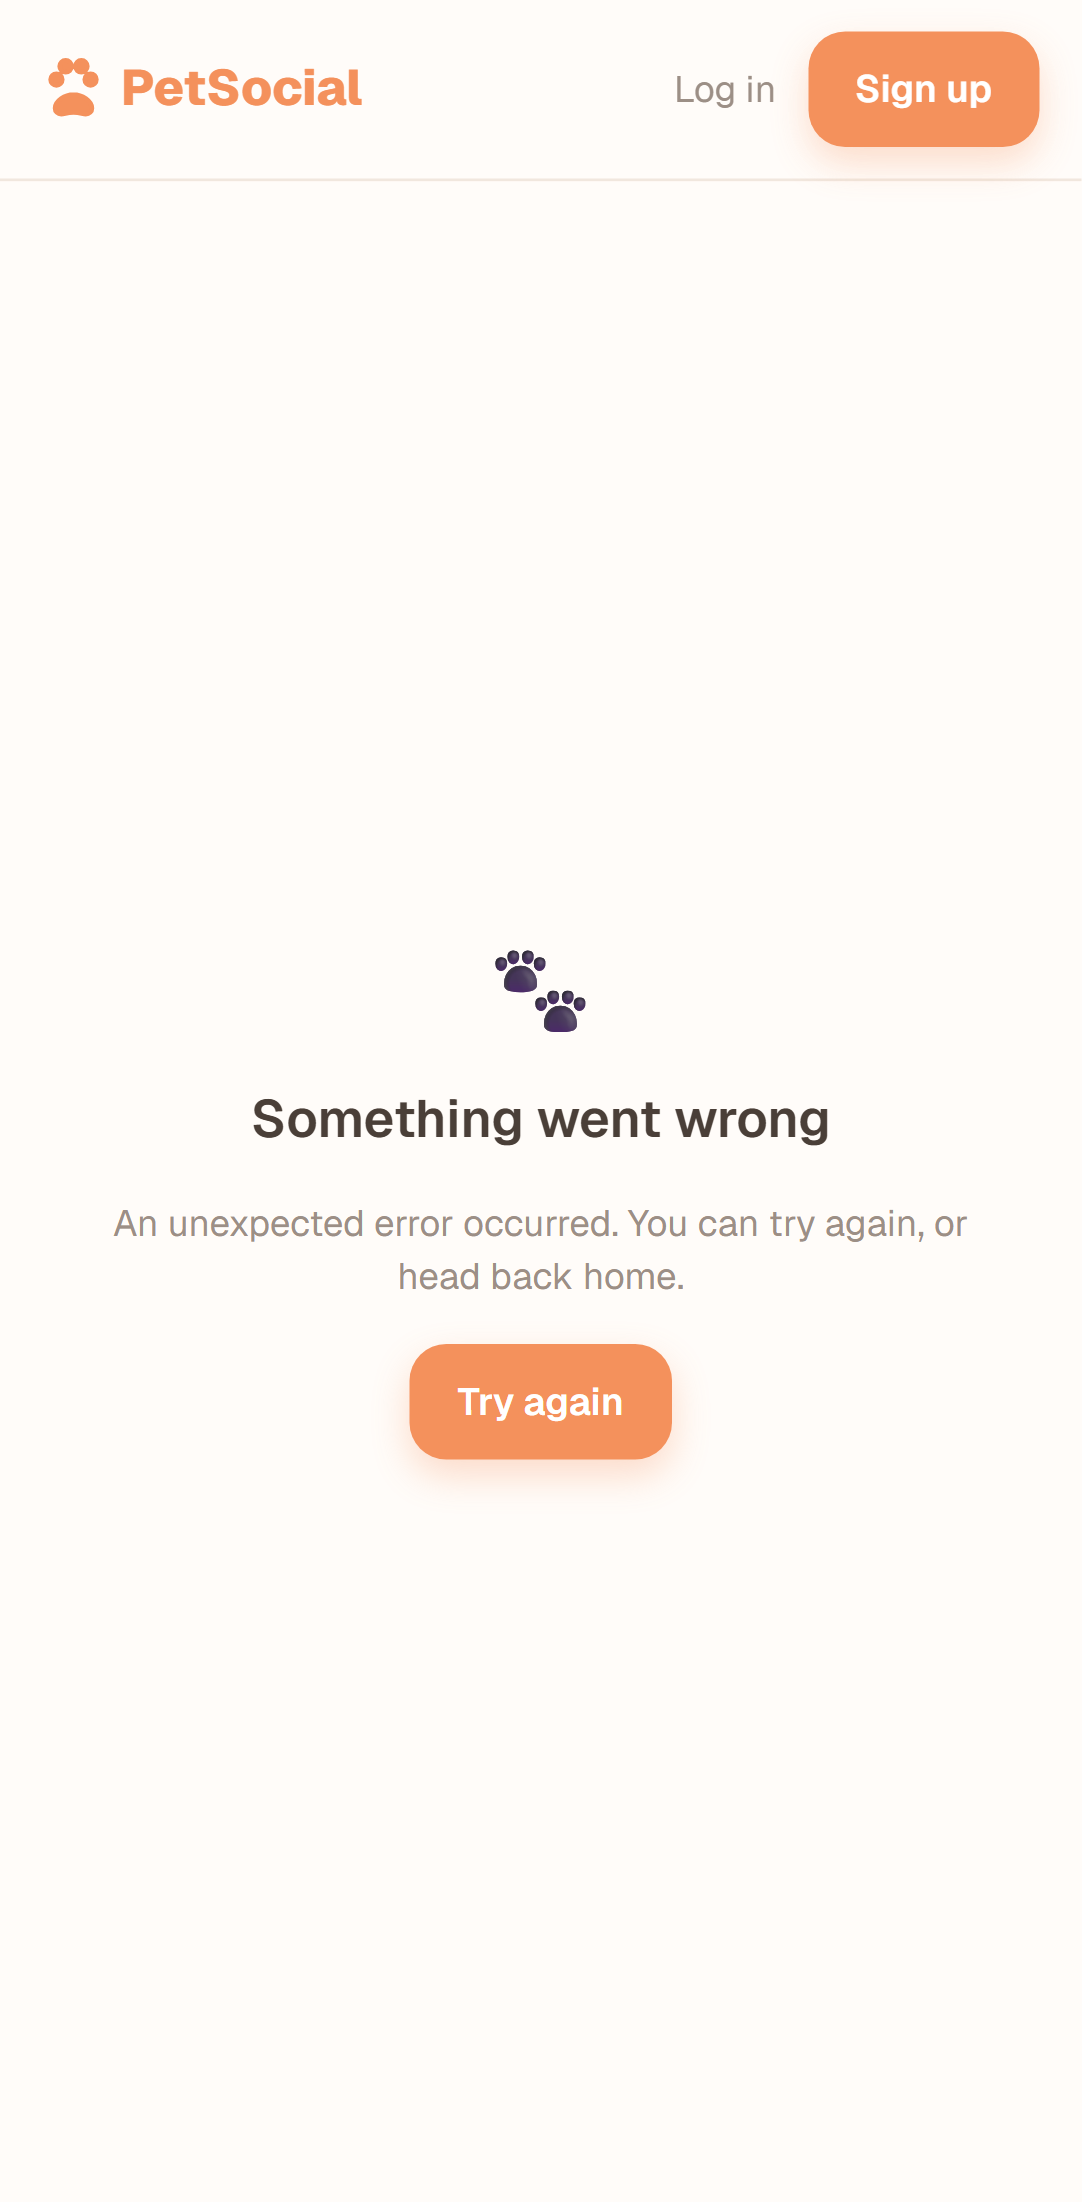 PetSocial
Log in
Sign up
Something went wrong
An unexpected error occurred. You can try again, or
head back home.
Try again